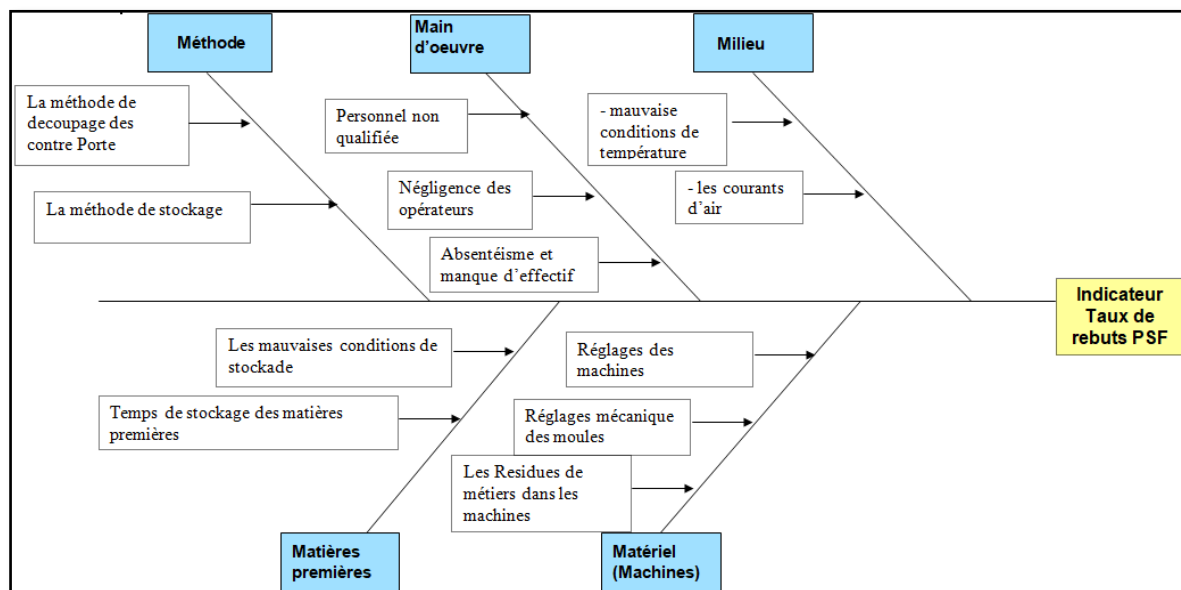 Méthode
Main
d'oeuvre
Milieu
La méthode de
decoupage des
contre Porte
Personnel non
qualifiée
- mauvaise
conditions de
température
La méthode de stockage
Négligence des
opérateurs
- les courants
d'air
Absentéisme et
manque d'effectif
Indicateur
Taux de
rebuts PSF
Les mauvaises conditions de
stockade
Réglages des
machines
Temps de stockage des matières
premières
Réglages mécanique
des moules
Les Residues de
métiers dans les
machines
Matières
premières
Matériel
(Machines)